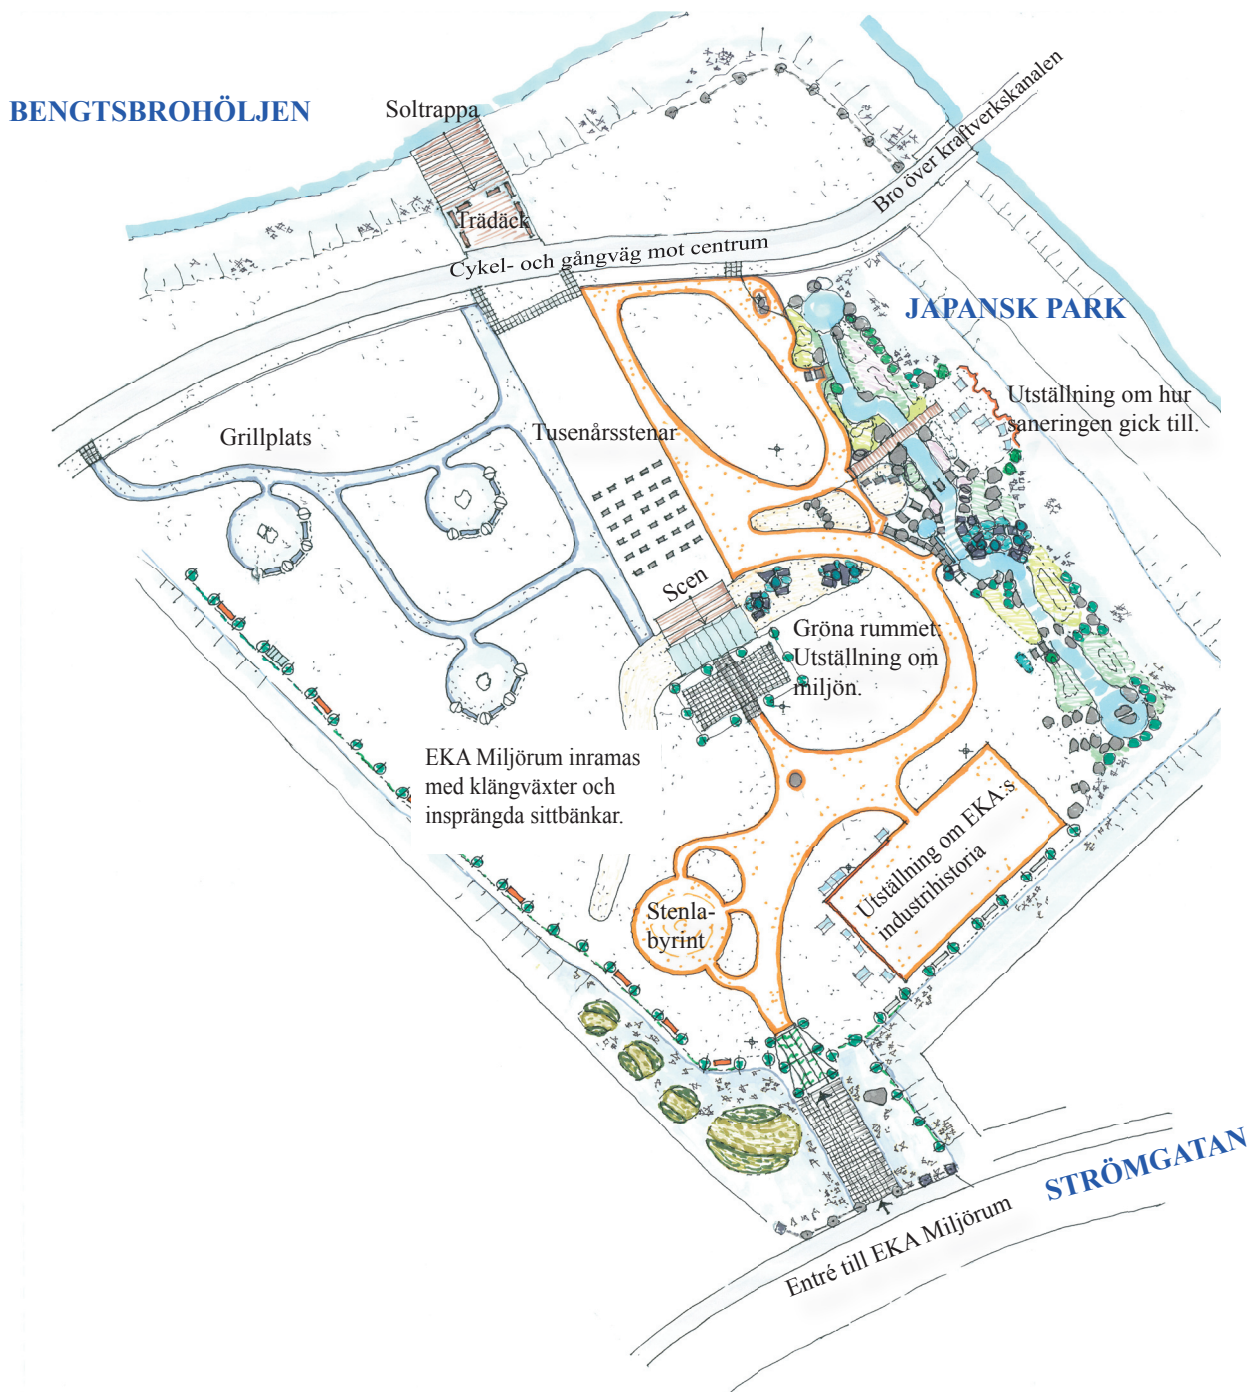 BENGTSBROHÖLJEN
Soltrappa
Trädäck
Bro över kraftverkskanalen
Cykel- och gångväg mot centrum
JAPANSK PARK
Utställning om hur
saneringen gick till.
Grillplats
Tusenårsstenar
Scen
Gröna rummet.
Utställning om
miljön.
EKA Miljörum inramas
med klängväxter och
insprängda sittbänkar.
Utställning om EKA:s
industrihistoria
Stenla-
byrint
STRÖMGATAN
Entré till EKA Miljörum